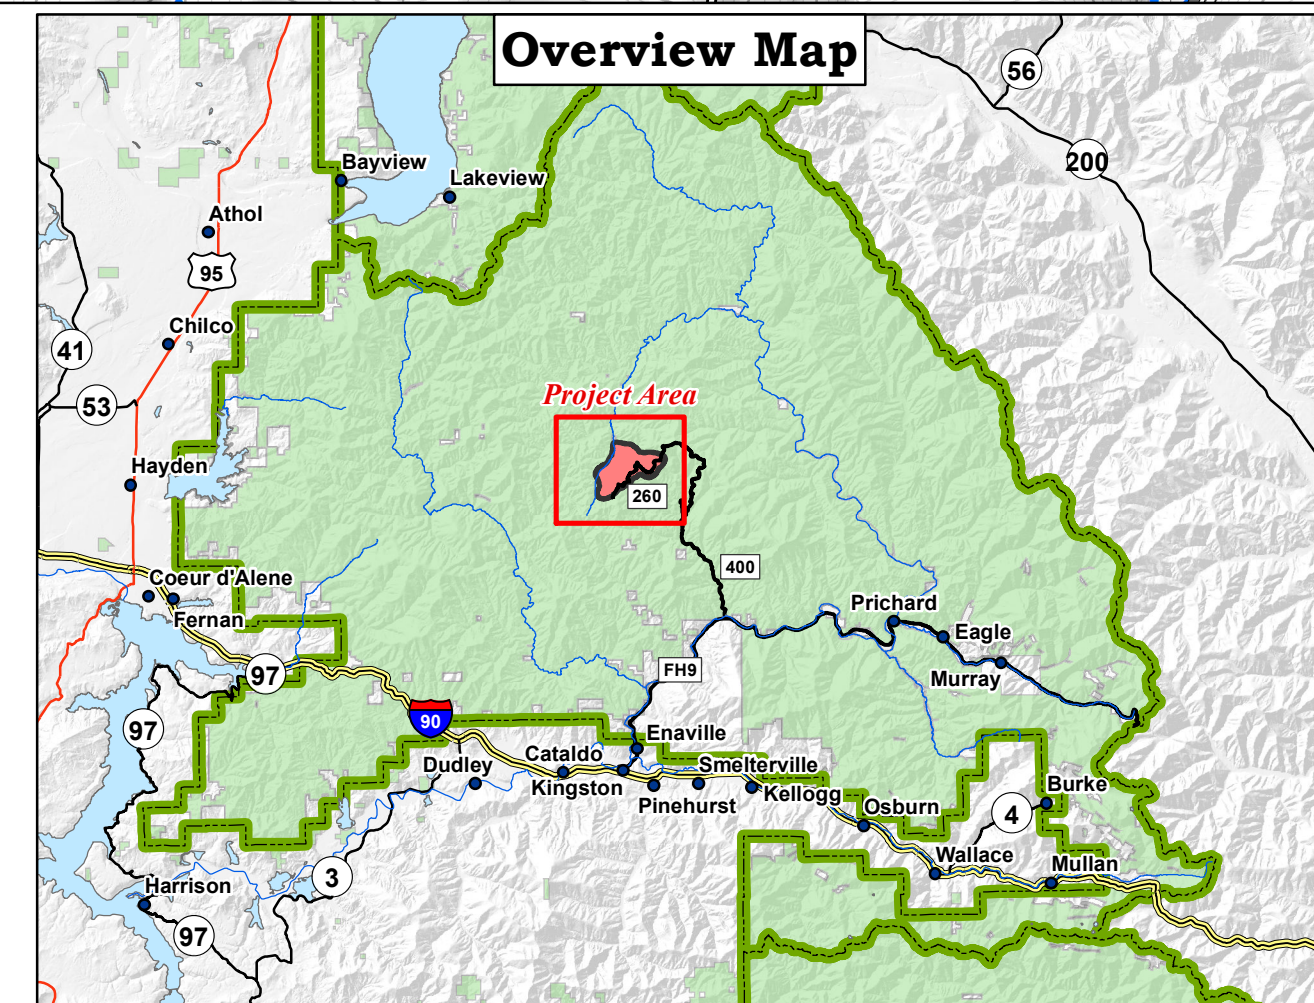 Overview Map
56
200
Bayview
Lakeview
Athol
95
Chilco
41
53
Project Area
Hayden
260
400
Coeur d'Alene
Fernan
Prichard
Eagle
Murray
FH9
97
97
90
Enaville
Cataldo
Dudley
Smelterville
Kingston
Pinehurst
Kellogg
Osburn
Burke
4
Wallace
Mullan
3
Harrison
97